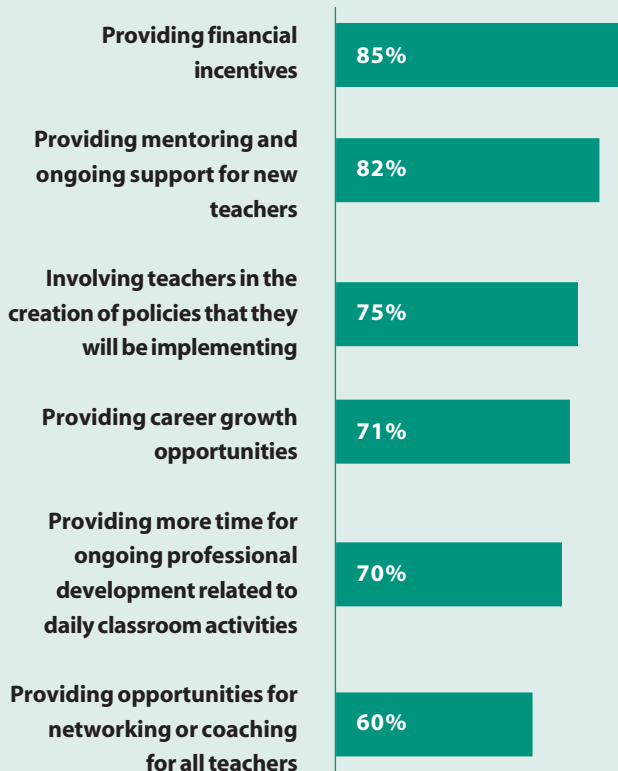 Providing financial
incentives
85%
Providing mentoring and
ongoing support for new
teachers
82%
Involving teachers in the
creation of policies that they
will be implementing
75%
Providing career growth
opportunities
71%
Providing more time for
ongoing professional
development related to
daily classroom activities
70%
Providing opportunities for
networking or coaching
for all teachers
60%